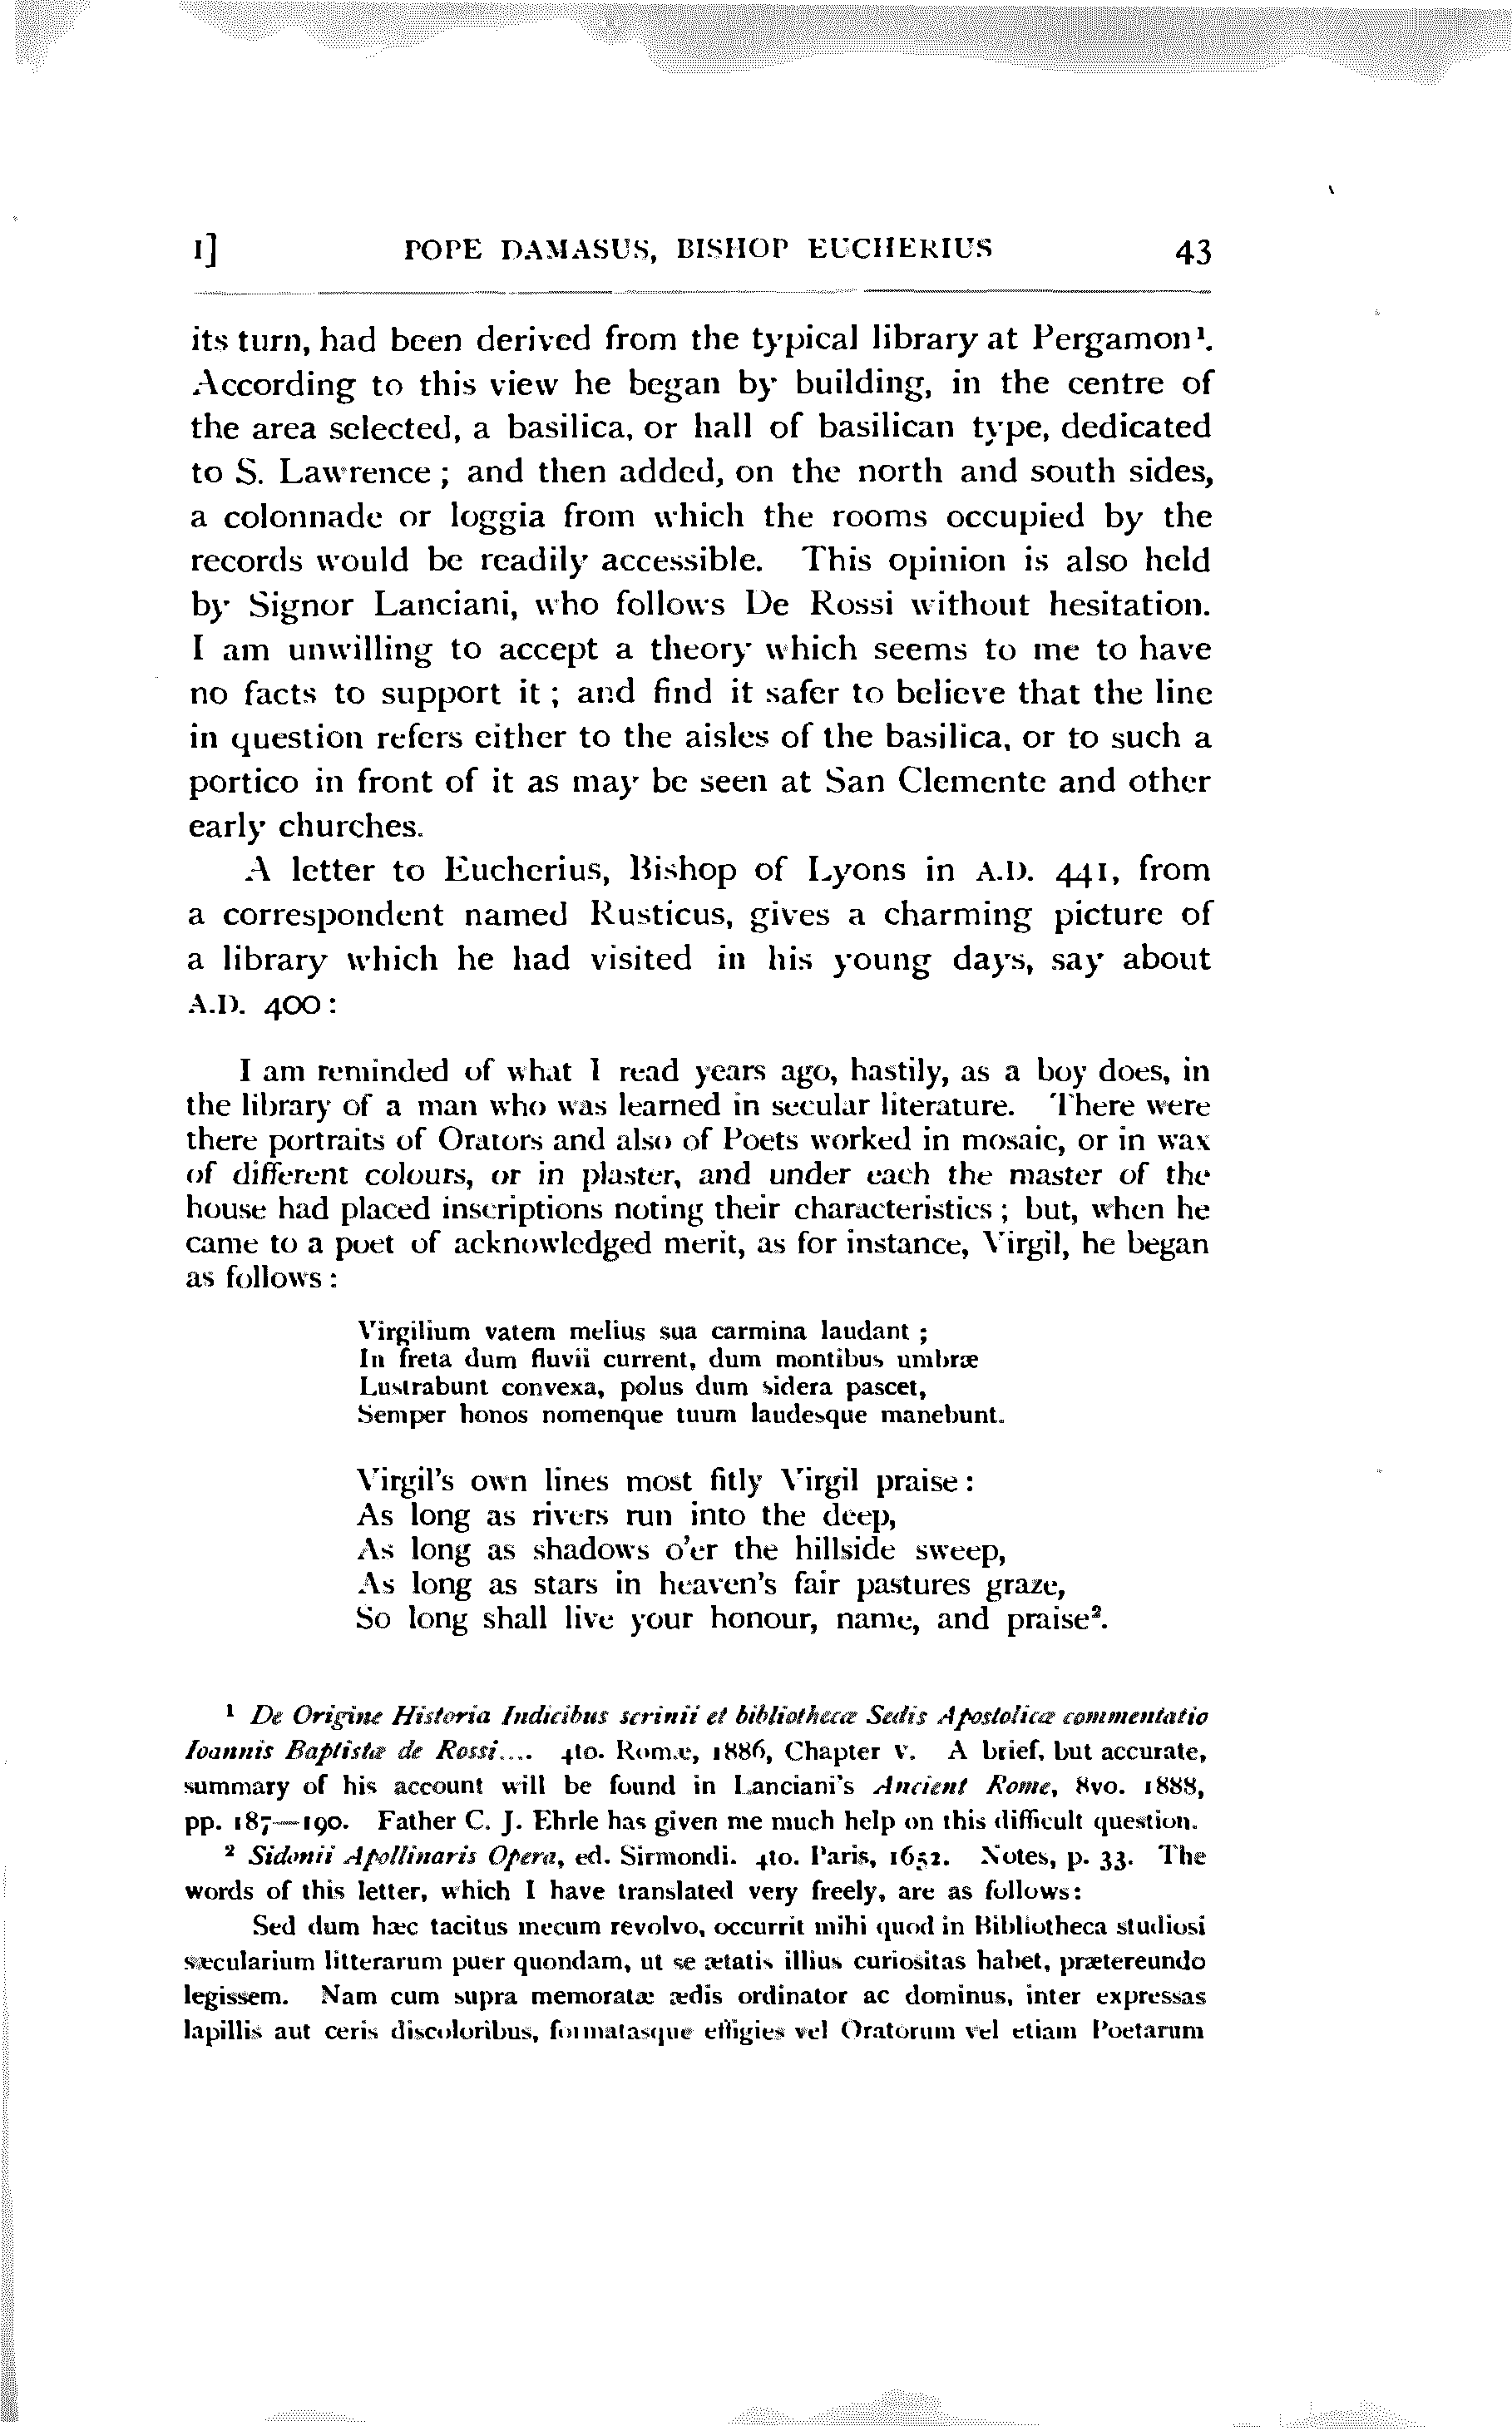 I] POPE DAMASUS, BISHOP EUCHERIUS 43
its turn, had been derived from the typical library at Pergamon¹.
According to this view he began by building, in the centre of
the area selected, a basilica, or hall of basilican type, dedicated
to S. Lawrence ; and then added, on the north and south sides,
a colonnade or loggia from which the rooms occupied by the
records would be readily accessible. This opinion is also held
by Signor Lanciani, who follows De Rossi without hesitation.
I am unwilling to accept a theory which seems to me to have
no facts to support it ; and find it safer to believe that the line
in question refers either to the aisles of the basilica, or to such a
portico in front of it as may be seen at San Clemente and other
early churches.
A letter to Eucherius, Bishop of Lyons in A.D. 441, from
a correspondent named Rusticus, gives a charming picture of
a library which he had visited in his young days, say about
A.D. 400 :
I am reminded of what I read years ago, hastily, as a boy does, in
the library of a man who was learned in secular literature. There were
there portraits of Orators and also of Poets worked in mosaic, or in wax
of different colours, or in plaster, and under each the master of the
house had placed inscriptions noting their characteristics ; but, when he
came to a poet of acknowledged merit, as for instance, Virgil, he began
as follows :
Virgilium vatem melius sua carmina laudant ;
In freta dum fluvii current, dum montibus umbræ
Lustrabunt convexa, polus dum sidera pascet,
Semper honos nomenque tuum laudesque manebunt.
Virgil's own lines most fitly Virgil praise :
As long as rivers run into the deep,
As long as shadows o'er the hillside sweep,
As long as stars in heaven's fair pastures graze,
So long shall live your honour, name, and praise².
¹ De Origine Historia Indicibus scrinii et bibliothecæ Sedis Apostolicæ commentatio
Ioannis Baptistæ de Rossi.... 4to. Romæ, 1886, Chapter V. A brief, but accurate,
summary of his account will be found in Lanciani's Ancient Rome, 8vo. 1888,
pp. 187—190. Father C. J. Ehrle has given me much help on this difficult question.
² Sidonii Apollinaris Opera, ed. Sirmondi. 4to. Paris, 1652. Notes, p. 33. The
words of this letter, which I have translated very freely, are as follows:
Sed dum hæc tacitus mecum revolvo, occurrit mihi quod in Bibliotheca studiosi
sæcularium litterarum puer quondam, ut se ætatis illius curiositas habet, prætereundo
legissem. Nam cum supra memoratæ ædis ordinator ac dominus, inter expressas
lapillis aut ceris discoloribus, formatasque effigies vel Oratorum vel etiam Poetarum